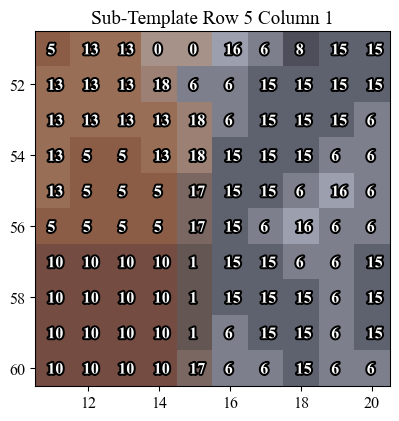 Sub-Template Row 5 Column 1
5 13 13 0 0 16 6 8 15 15
52 13 13 13 18 6 6 15 15 15 15
13 13 13 13 18 6 15 15 15 6
54 13 5 5 13 18 15 15 15 6 6
13 5 5 5 17 15 15 6 16 6
56 5 5 5 5 17 15 6 16 6 6
10 10 10 10 1 15 15 6 6 15
58 10 10 10 10 1 15 15 15 6 15
10 10 10 10 1 6 15 15 6 15
60 10 10 10 10 17 6 6 15 6 6
12 14 16 18 20